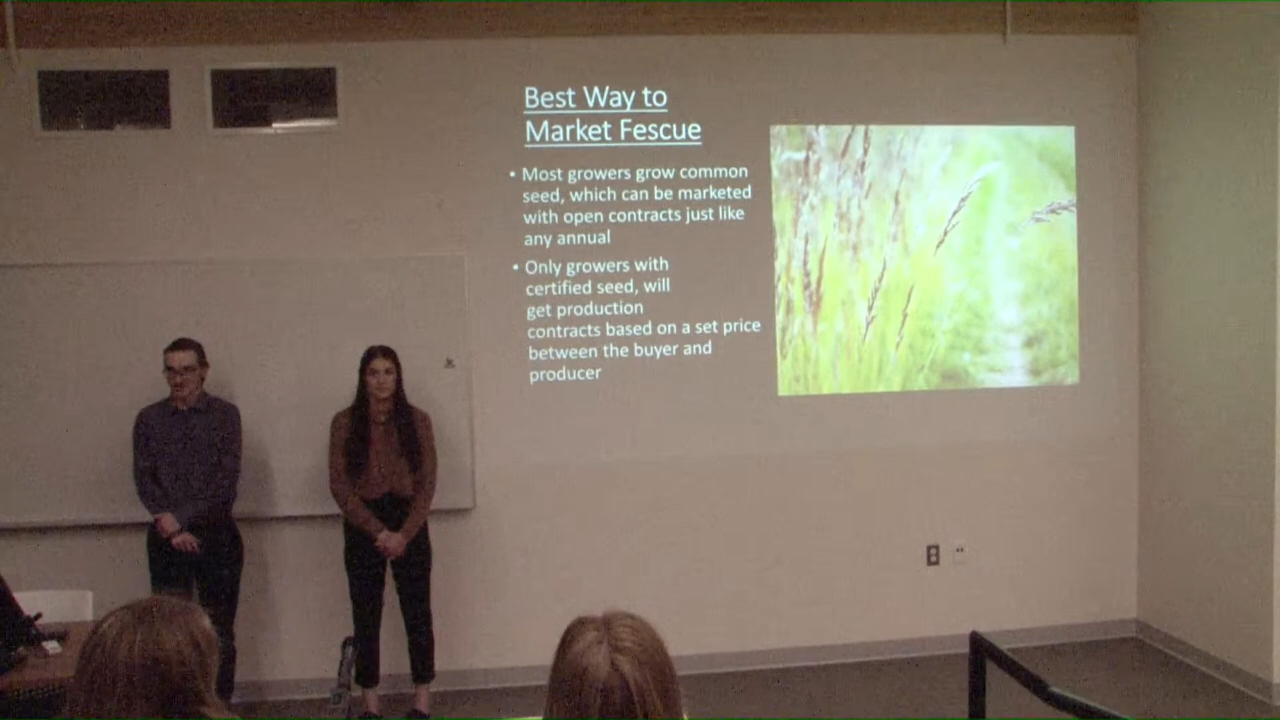 Best Way to
Market Fescue
• Most growers grow common
seed, which can be marketed
with open contracts just like
any annual
• Only growers with
certified seed, will
get production
contracts based on a set price
between the buyer and
producer